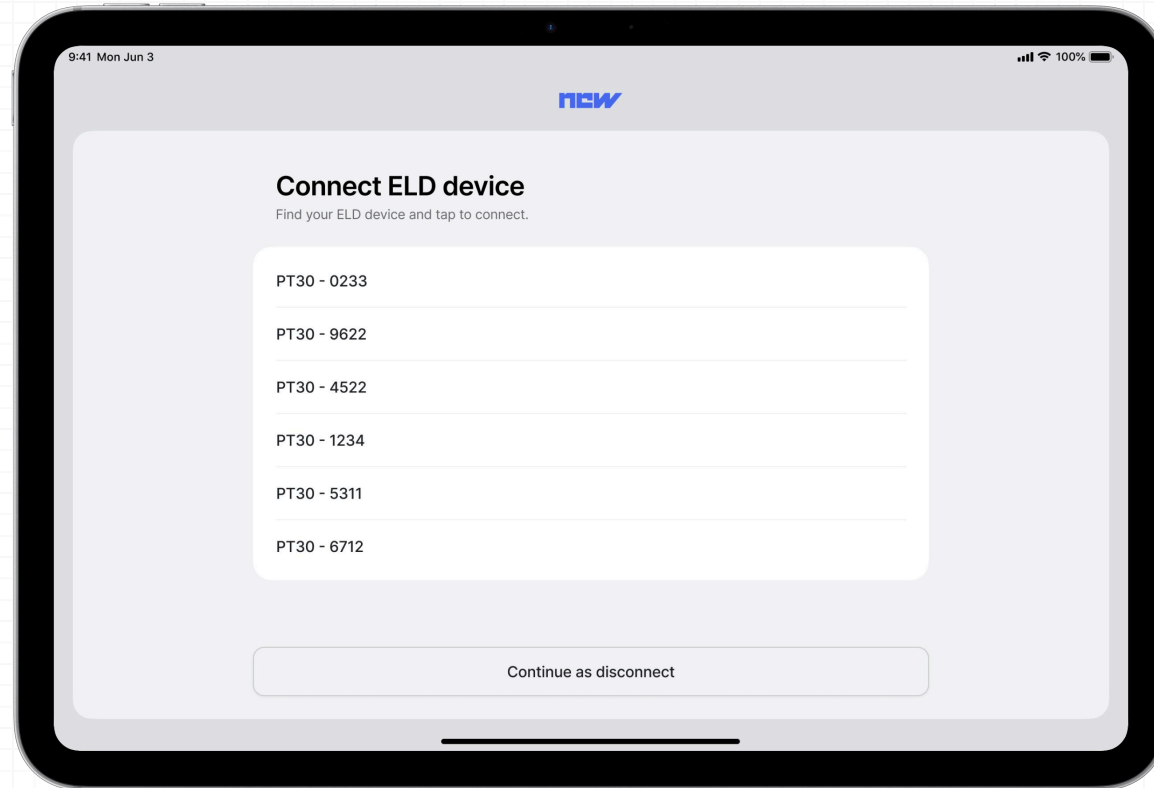 9:41 Mon Jun 3
100%
new
Connect ELD device
Find your ELD device and tap to connect.
PT30 - 0233
PT30 - 9622
PT30 - 4522
PT30 - 1234
PT30 - 5311
PT30 - 6712
Continue as disconnect